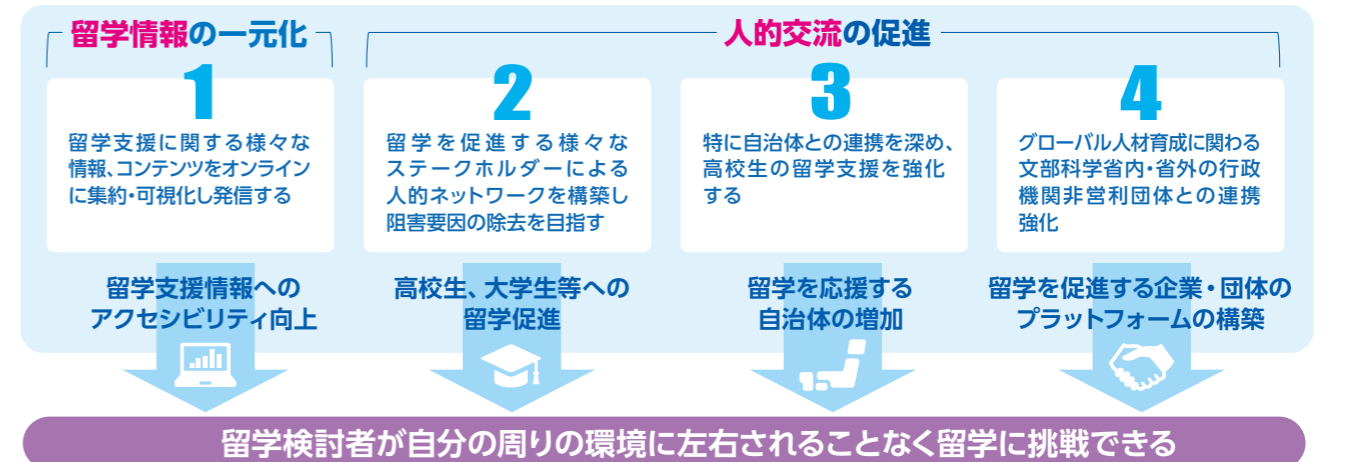 留学情報の一元化
人的交流の促進
1
留学支援に関する様々な
情報、コンテンツをオンライン
に集約・可視化し発信する
留学支援情報への
アクセシビリティ向上
2
留学を促進する様々な
ステークホルダーによる
人的ネットワークを構築し
阻害要因の除去を目指す
高校生、大学生等への
留学促進
3
特に自治体との連携を深め、
高校生の留学支援を強化
する
留学を応援する
自治体の増加
4
グローバル人材育成に関わる
文部科学省内・省外の行政
機関非営利団体との連携
強化
留学を促進する企業・団体の
プラットフォームの構築
留学検討者が自分の周りの環境に左右されることなく留学に挑戦できる